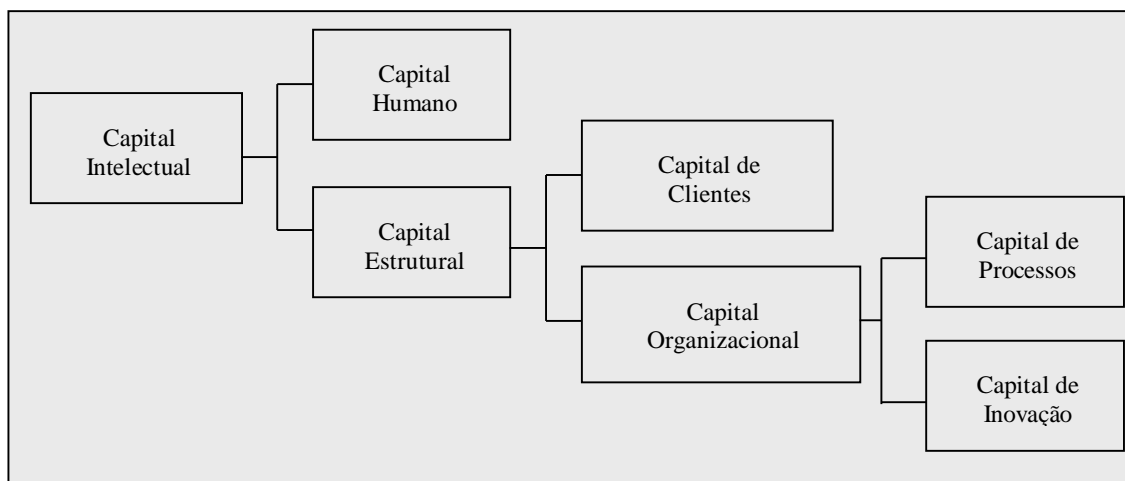 Capital
Intelectual
Capital
Humano
Capital
Estrutural
Capital de
Clientes
Capital
Organizacional
Capital de
Processos
Capital de
Inovação